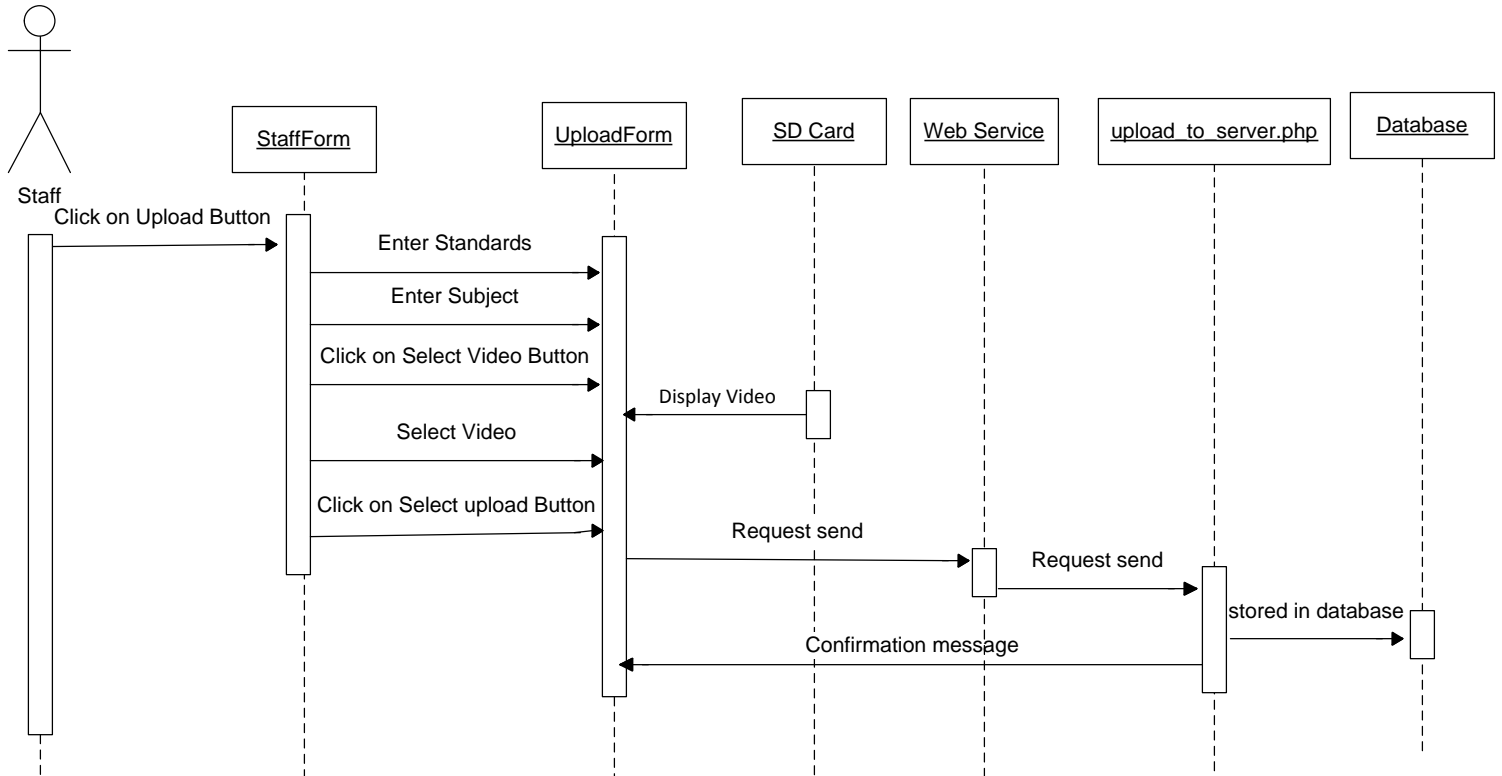 StaffForm
UploadForm
SD Card
Web Service
upload_to_server.php
Database
Staff
Click on Upload Button
Enter Standards
Enter Subject
Click on Select Video Button
Display Video
Select Video
Click on Select upload Button
Request send
Request send
stored in database
Confirmation message